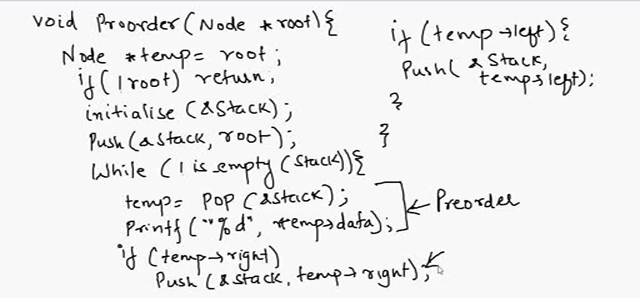 void Preorder(Node *root){
Node *temp= root;
if(!root) return;
initialise (&Stack);
Push(&Stack, root);
While (!is empty(Stack)){
temp= POP (&stack);
Printf ("%d", *temp→data);
← Preorder
if (temp→right)
Push (&Stack, temp→right);
if (temp→left){
Push( &Stack,
temp→left);
}
}